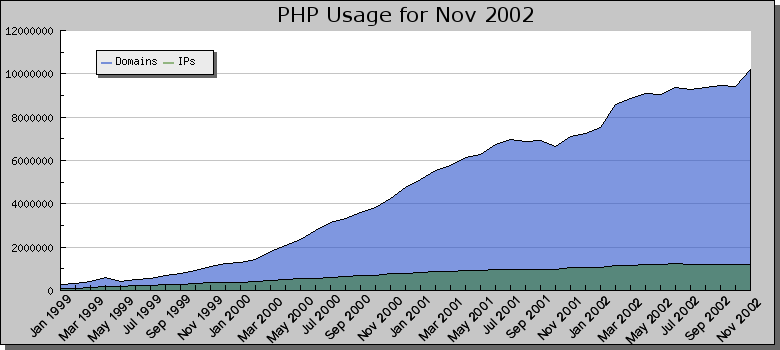 PHP Usage for Nov 2002
12000000
10000000
8000000
6000000
4000000
2000000
0
Domains IPs
Jan 1999
Mar 1999
May 1999
Jul 1999
Sep 1999
Nov 1999
Jan 2000
Mar 2000
May 2000
Jul 2000
Sep 2000
Nov 2000
Jan 2001
Mar 2001
May 2001
Jul 2001
Sep 2001
Nov 2001
Jan 2002
Mar 2002
May 2002
Jul 2002
Sep 2002
Nov 2002